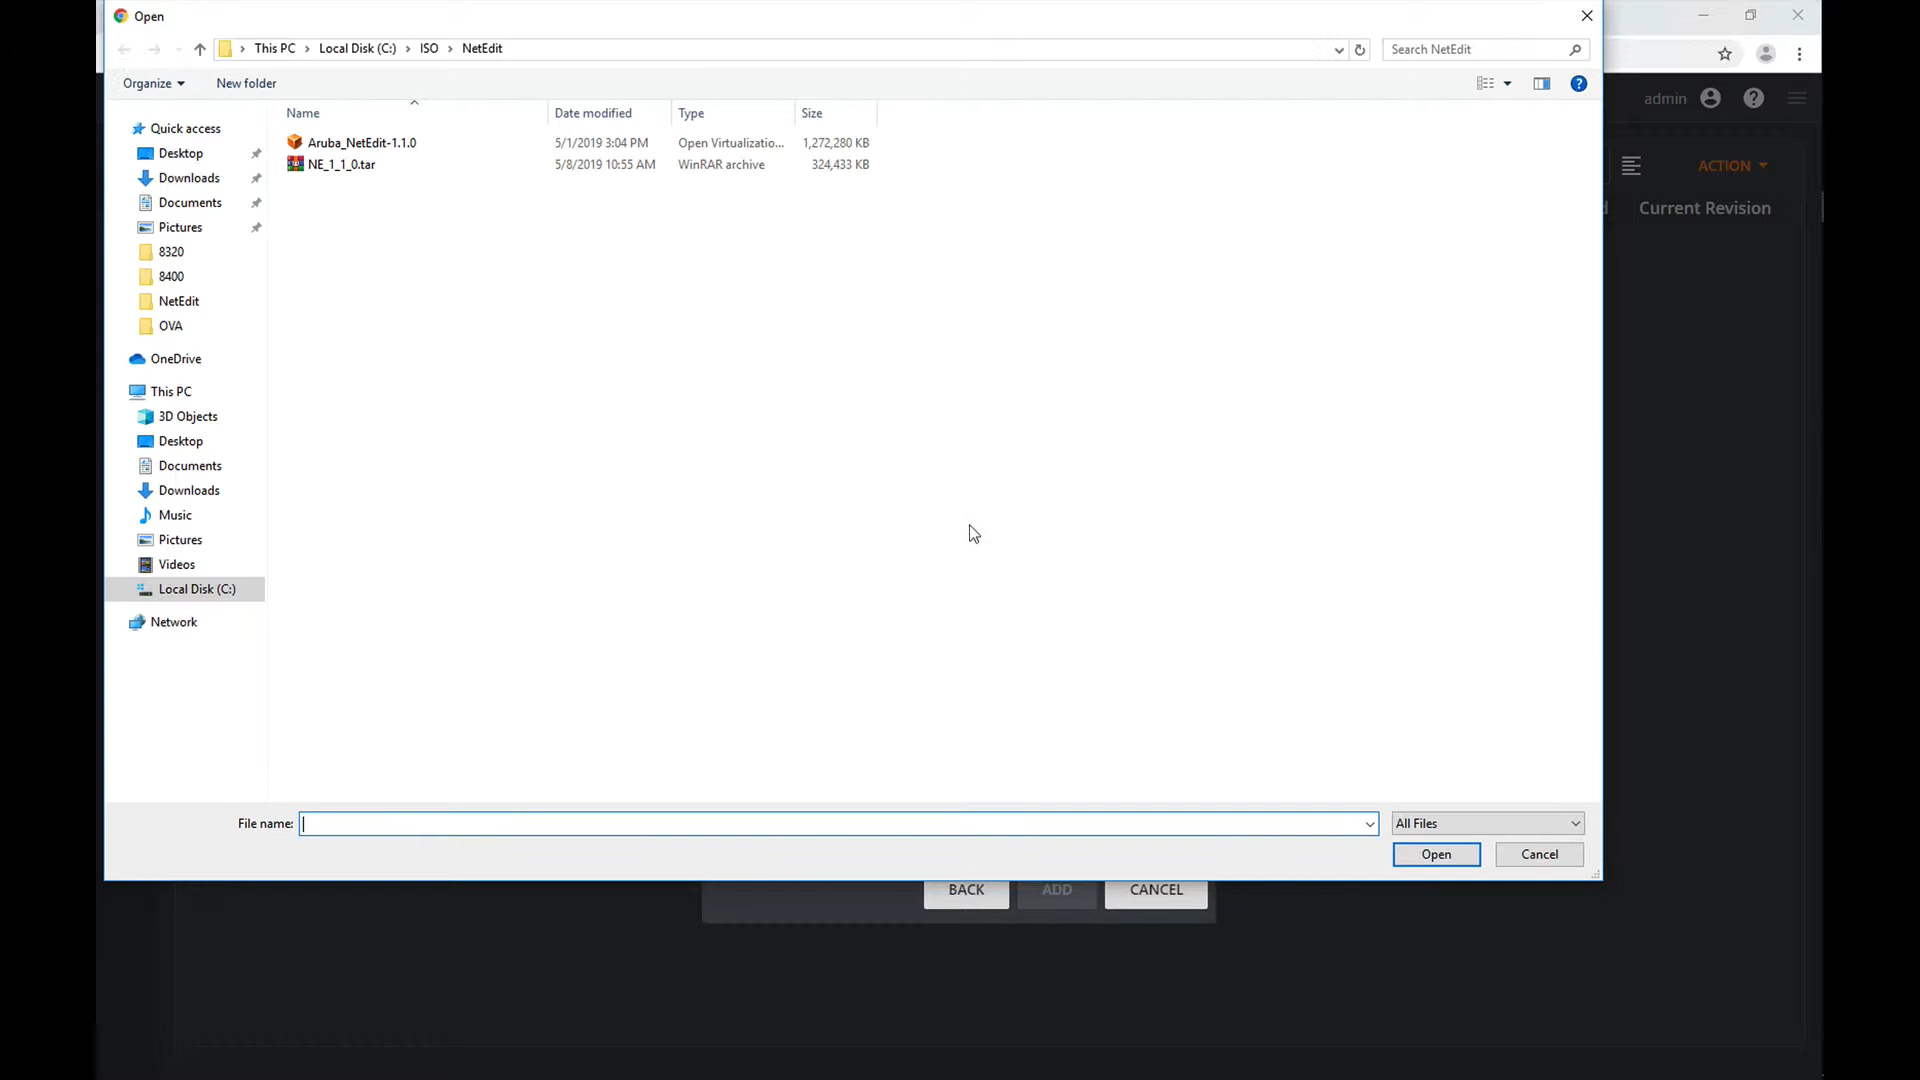 Open
This PC > Local Disk (C:) > ISO > NetEdit
Search NetEdit
Organize
New folder
admin
Name
Date modified
Type
Size
Quick access
Desktop
Downloads
Documents
Pictures
8320
8400
NetEdit
OVA
OneDrive
This PC
3D Objects
Desktop
Documents
Downloads
Music
Pictures
Videos
Local Disk (C:)
Network
Aruba_NetEdit-1.1.0 5/1/2019 3:04 PM Open Virtualizatio... 1,272,280 KB
NE_1_1_0.tar 5/8/2019 10:55 AM WinRAR archive 324,433 KB
ACTION
Current Revision
File name:
All Files
Open
Cancel
BACK
ADD
CANCEL